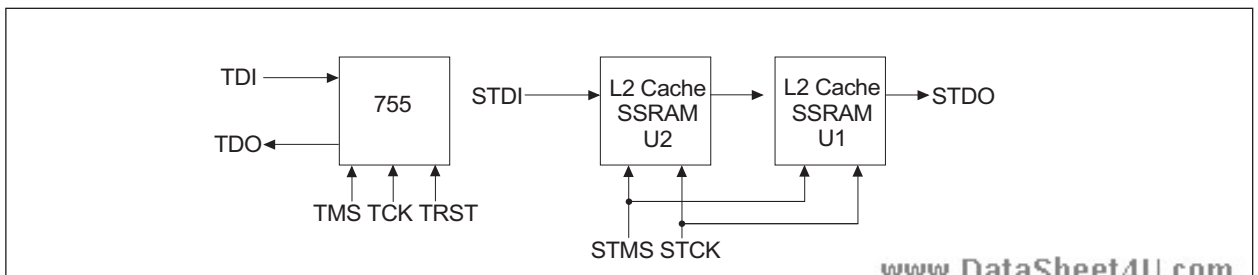 TDI
TDO
755
TMS TCK TRST
STDI
L2 Cache
SSRAM
U2
L2 Cache
SSRAM
U1
STDO
STMS STCK
www.DataSheet4U.com